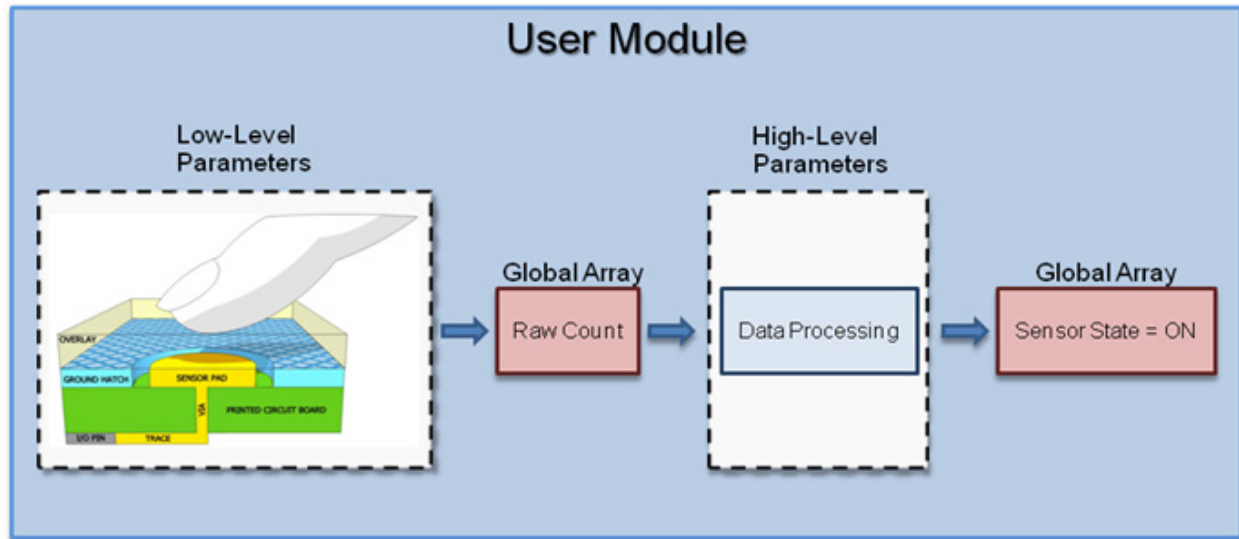 User Module
Low-Level
Parameters
High-Level
Parameters
OVERLAY
GROUND HATCH
SENSOR PAD
VIA
PRINTED CIRCUIT BOARD
I/O PIN
TRACE
Global Array
Raw Count
Data Processing
Global Array
Sensor State = ON